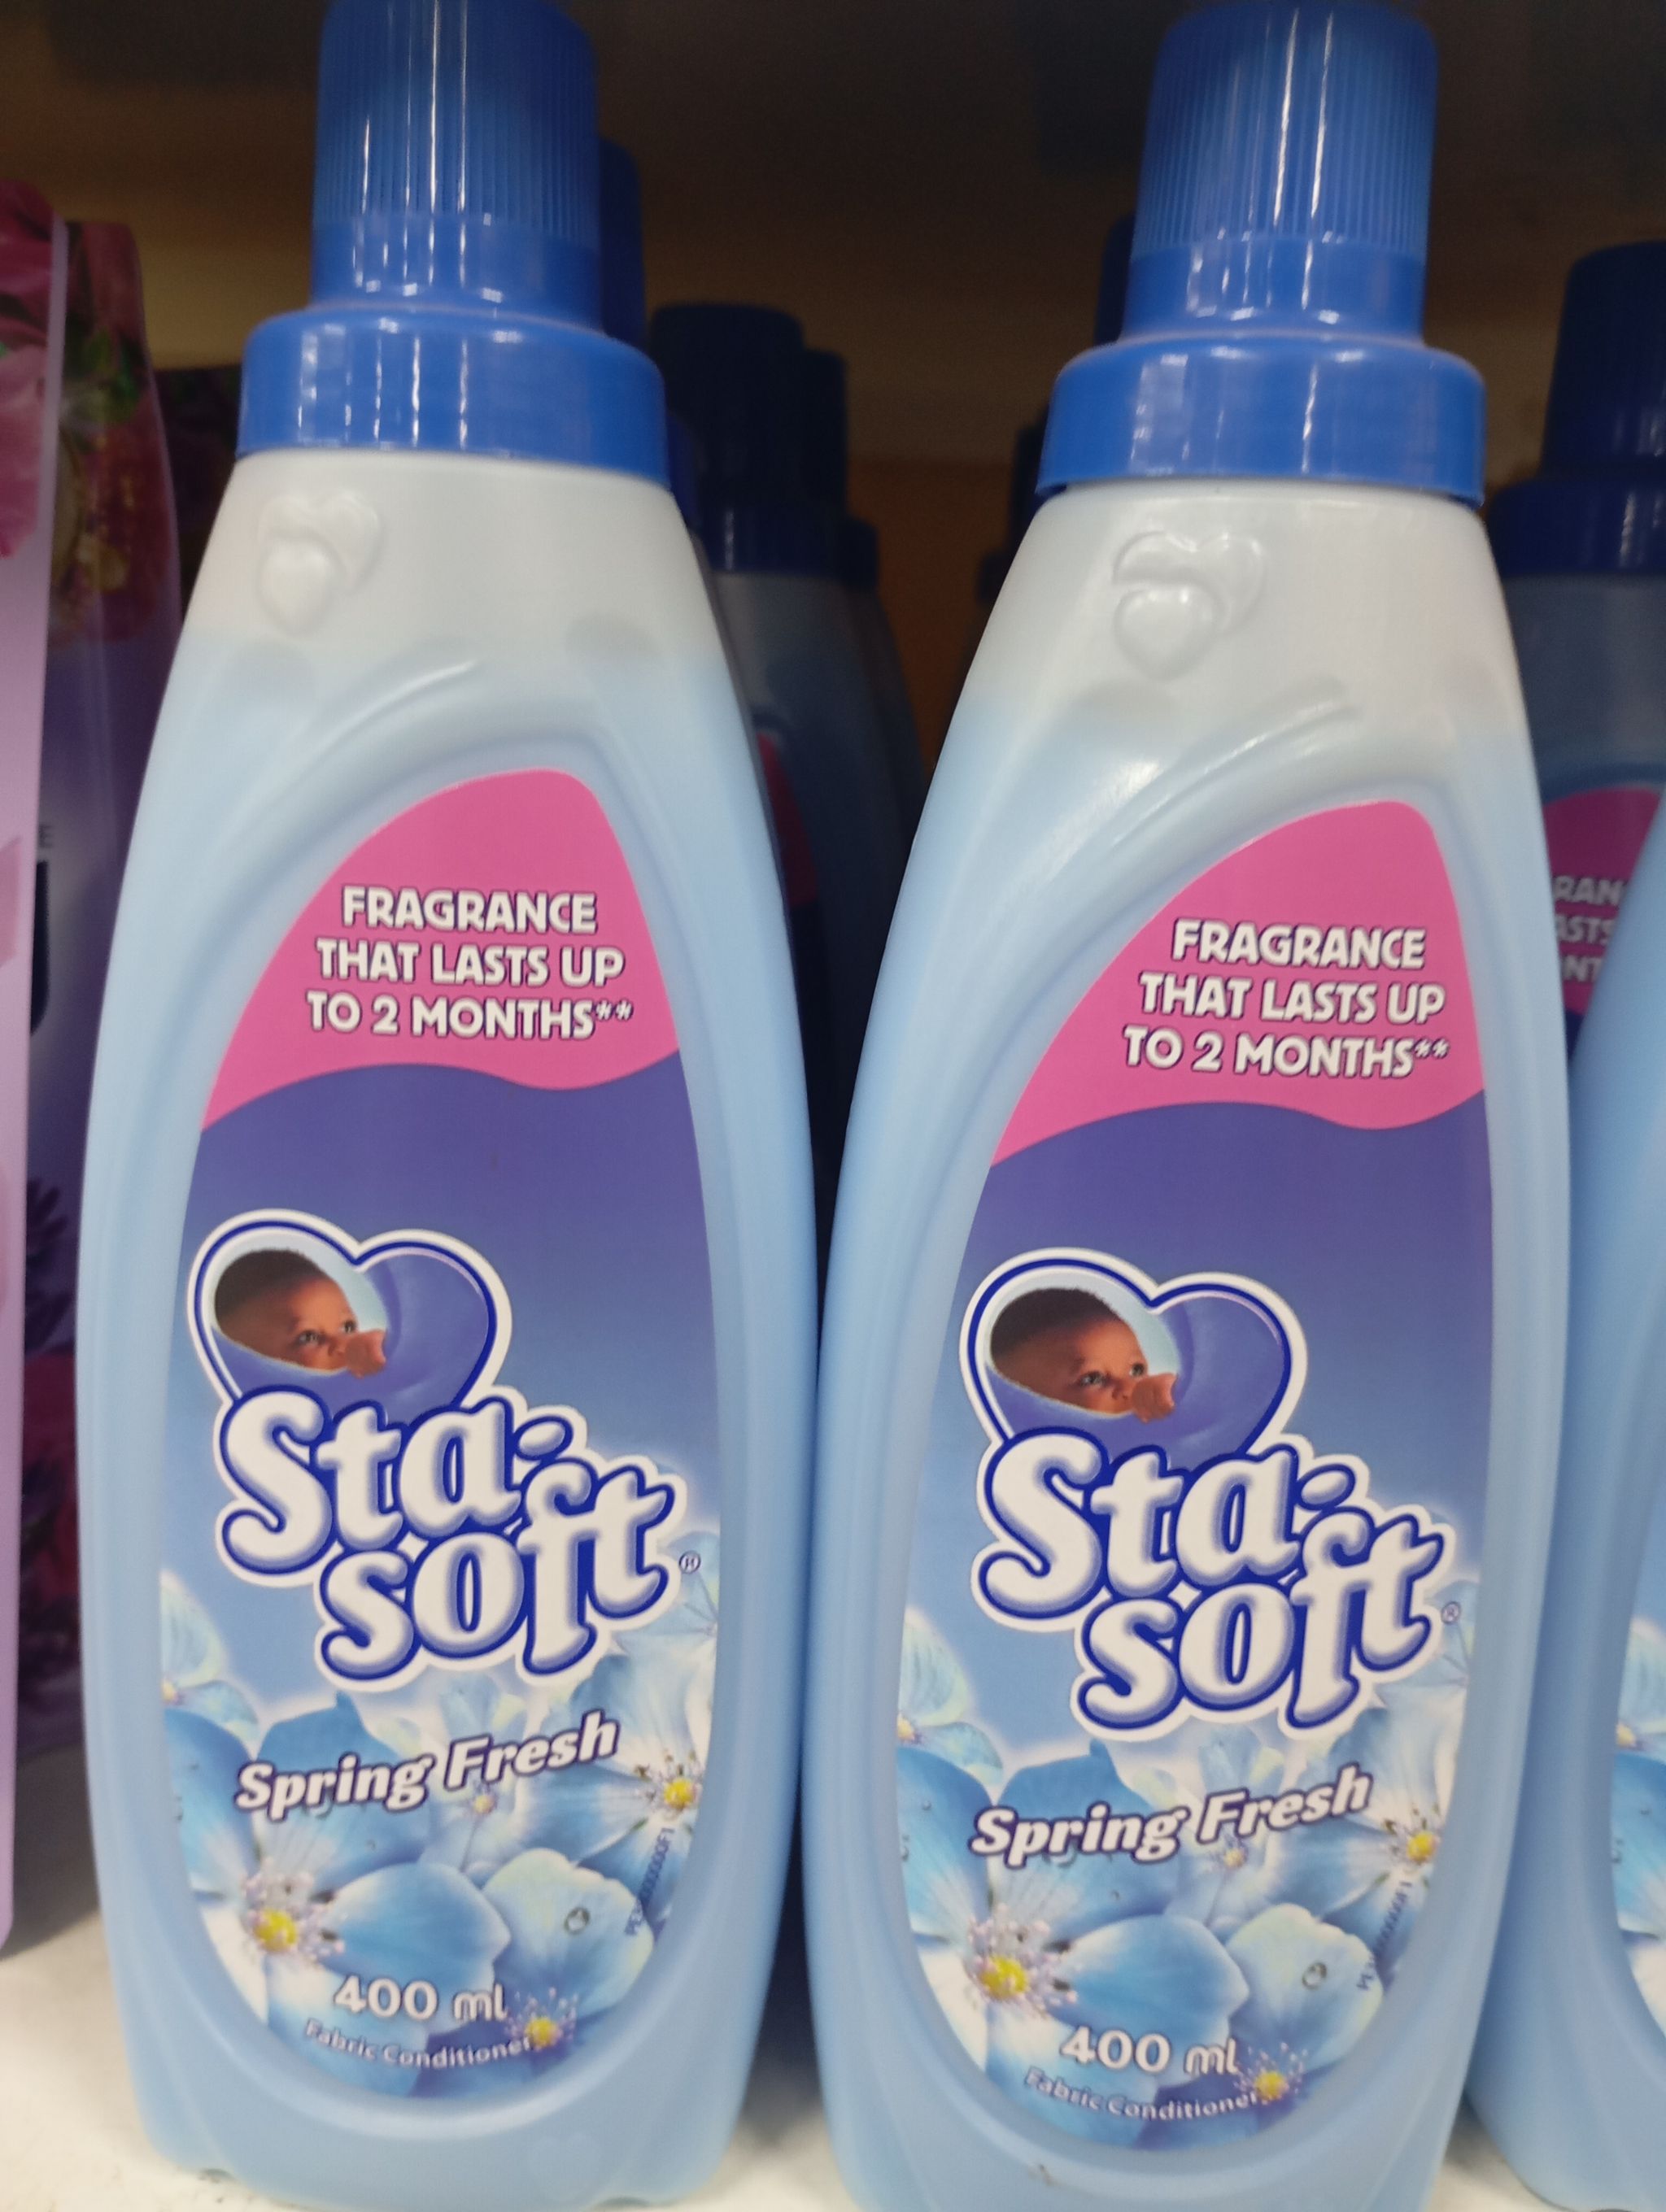 FRAGRANCE
THAT LASTS UP
TO 2 MONTHS**
Sta-
soft®
Spring Fresh
400 ml
Fabric Conditioner
FRAGRANCE
THAT LASTS UP
TO 2 MONTHS**
Sta-
soft®
Spring Fresh
400 ml
Fabric Conditioner